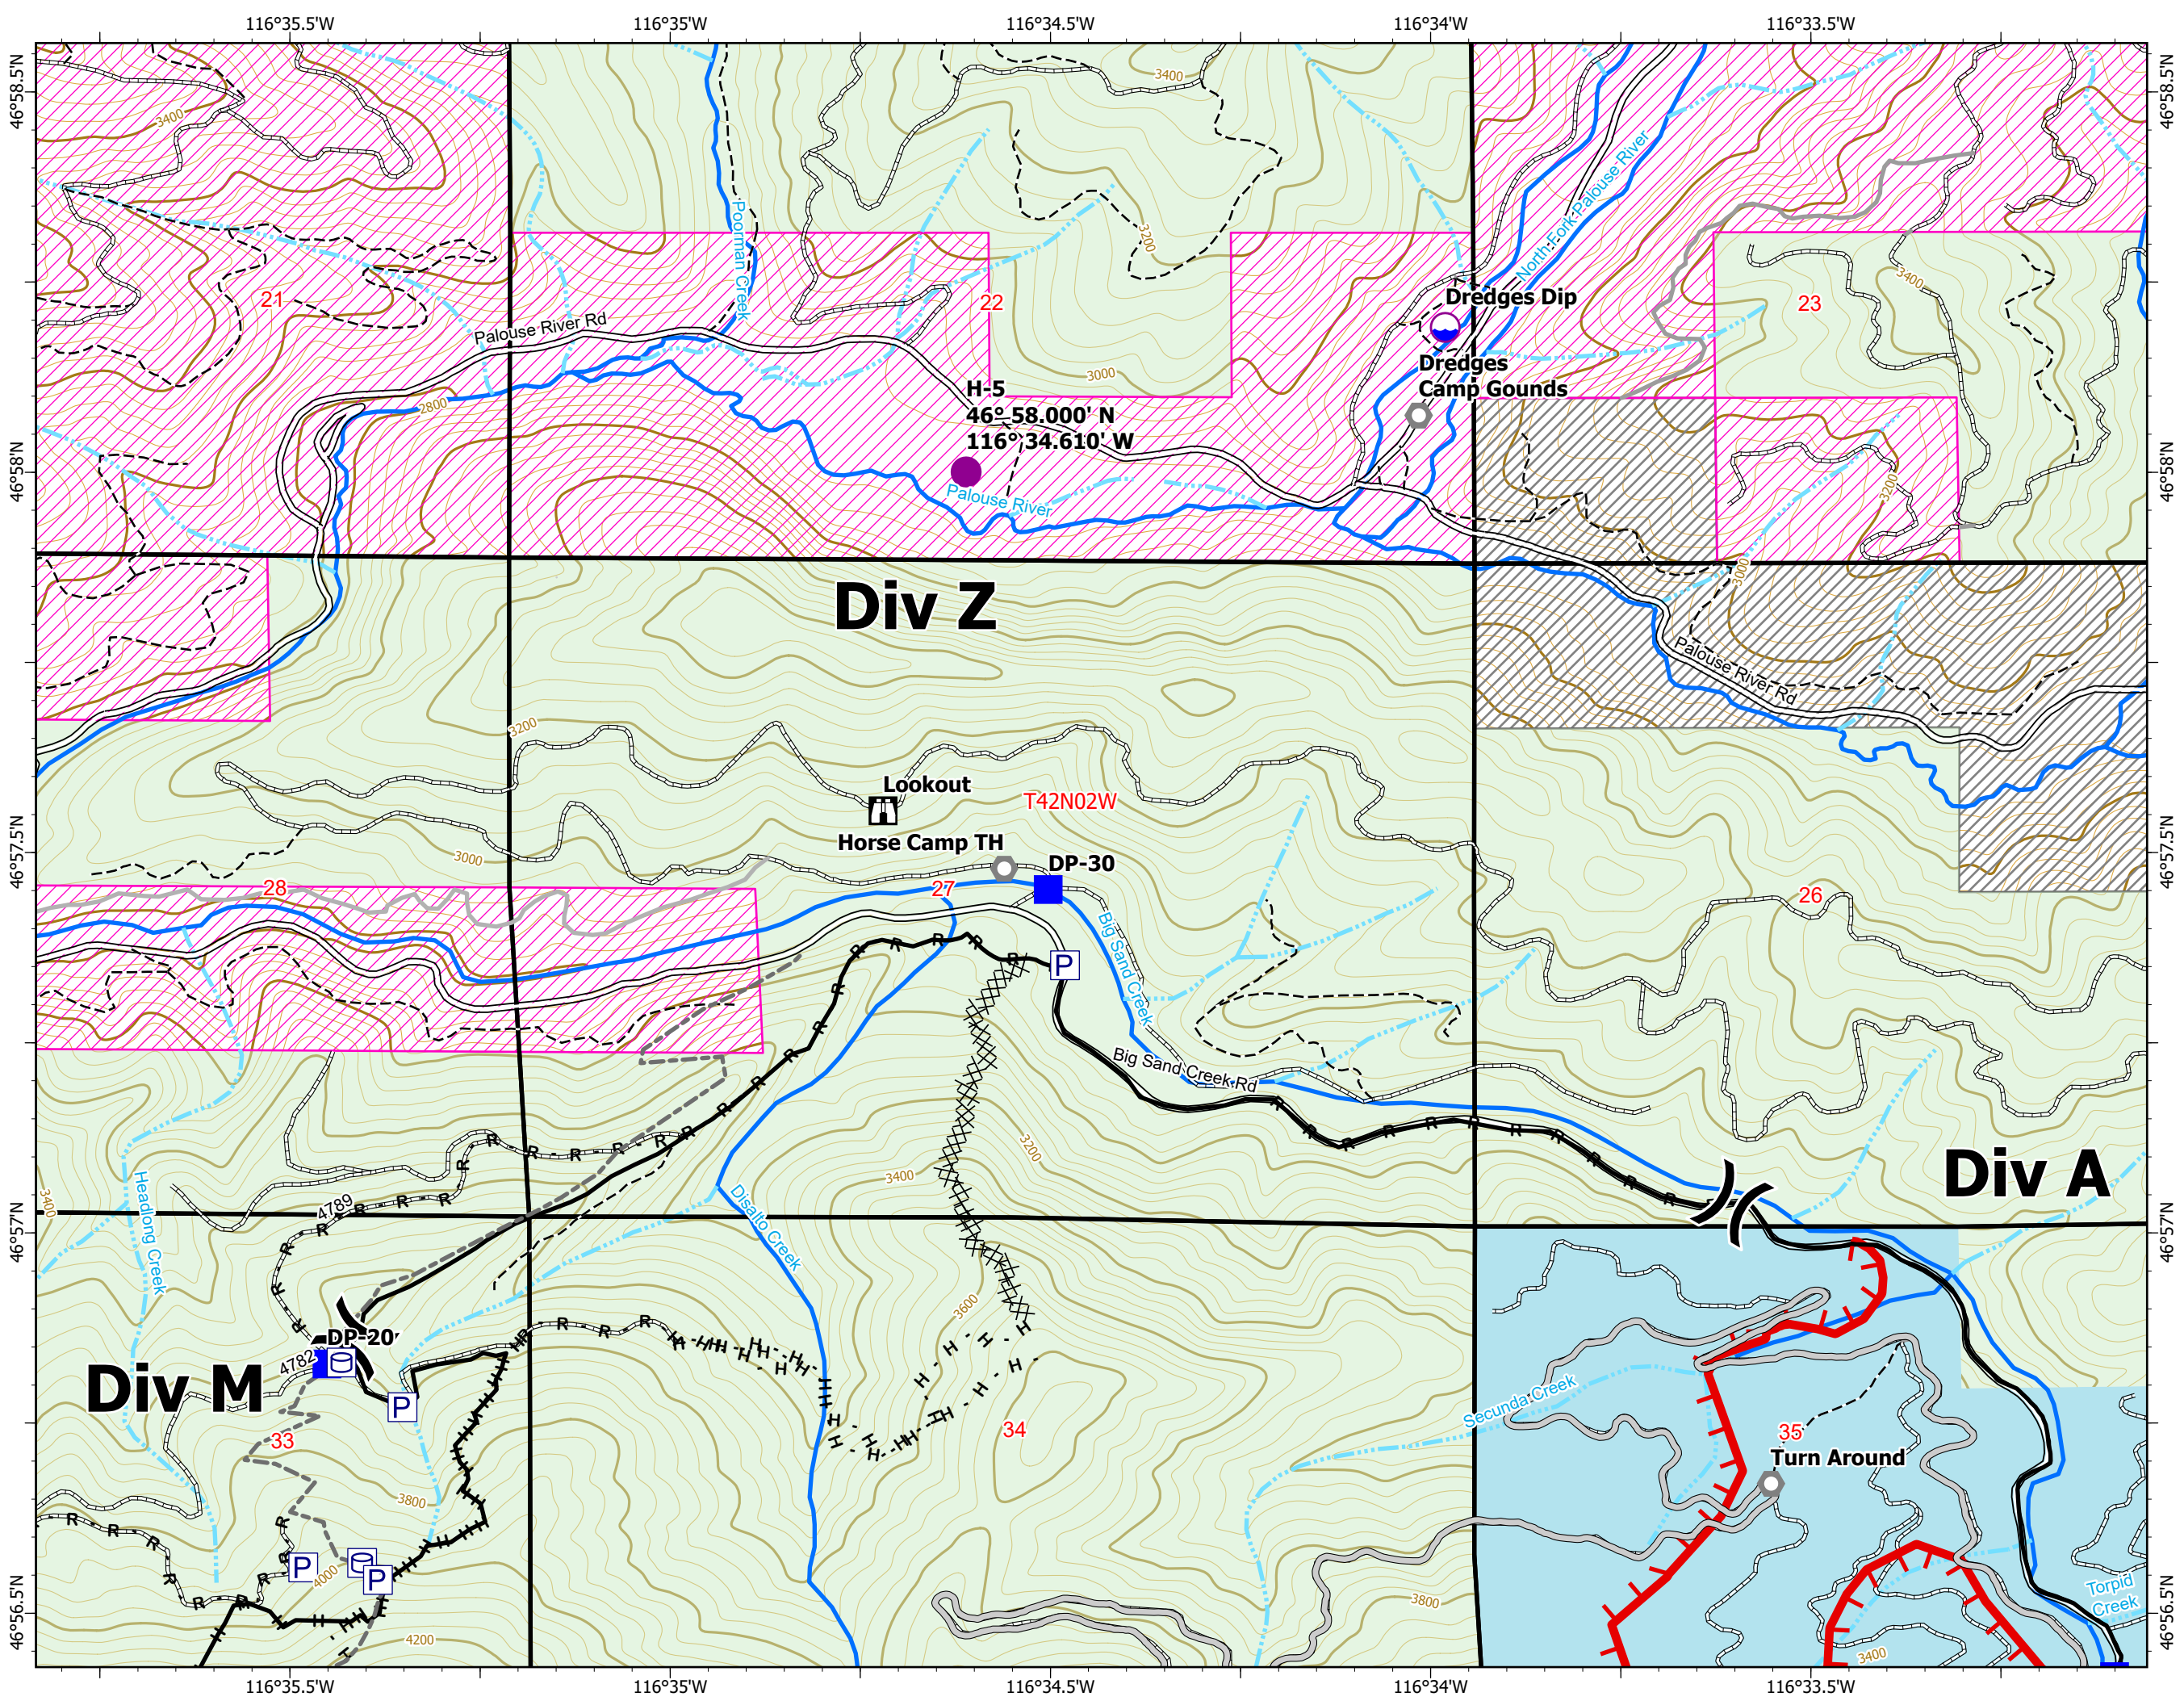 116°35.5'W 116°35'W 116°34.5'W 116°34'W 116°33.5'W
46°58.5'N
46°58.5'N
3400
3400
Poorman Creek
North Fork Palouse River
3200
3400
21
22
23
Dredges Dip
Palouse River Rd
Dredges
Camp Gounds
3000
2800
H-5
46° 58.000' N
116° 34.610' W
46°58'N
46°58'N
Palouse River
3200
3000
Div Z
Palouse River Rd
3200
Lookout
T42N02W
Horse Camp TH
DP-30
3000
46°57.5'N
46°57.5'N
28
27
26
Big Sand Creek
P
Big Sand Creek Rd
3200
3400
Div A
3400
4789
Headlong Creek
Disalto Creek
46°57'N
46°57'N
3600
DP-20
4782
Div M
P
Secunda Creek
33
34
35
Turn Around
3800
P
P
4000
3800
Torpid
Creek
46°56.5'N
46°56.5'N
4200
3400
116°35.5'W 116°35'W 116°34.5'W 116°34'W 116°33.5'W